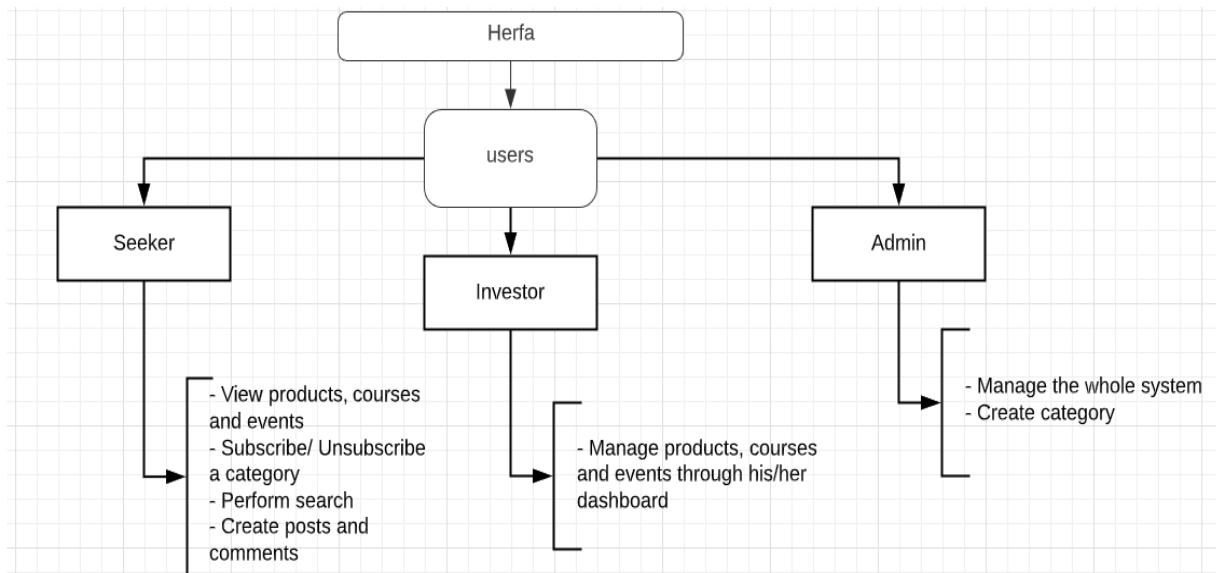 Herfa
users
Seeker
Investor
Admin
- View products, courses
and events
- Subscribe/ Unsubscribe
a category
- Perform search
- Create posts and
comments
- Manage products, courses
and events through his/her
dashboard
- Manage the whole system
- Create category